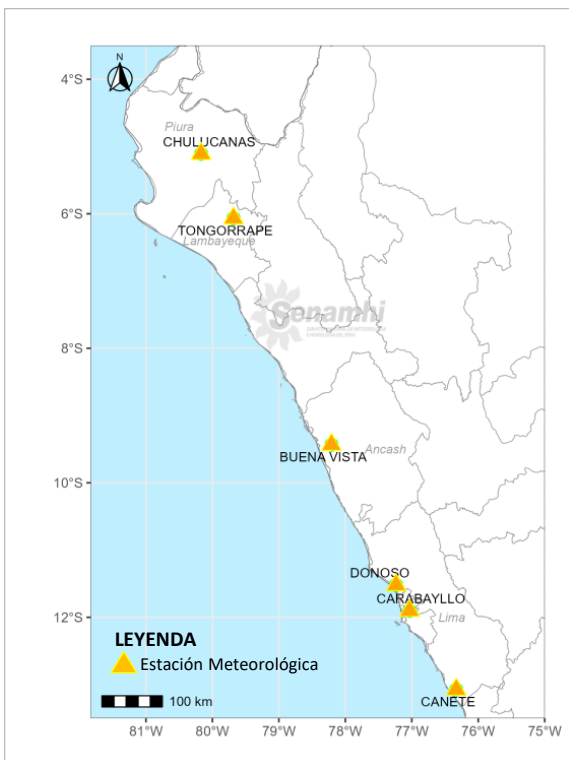 N
4°S
Piura
CHULUCANAS
6°S
TONGORRAPE
Lambayeque
Senamhi
8°S
BUENA VISTA
Ancash
10°S
DONOSO
CARABAYLLO
12°S
Lima
LEYENDA
Estación Meteorológica
100 km
CANETE
81°W
80°W
79°W
78°W
77°W
76°W
75°W